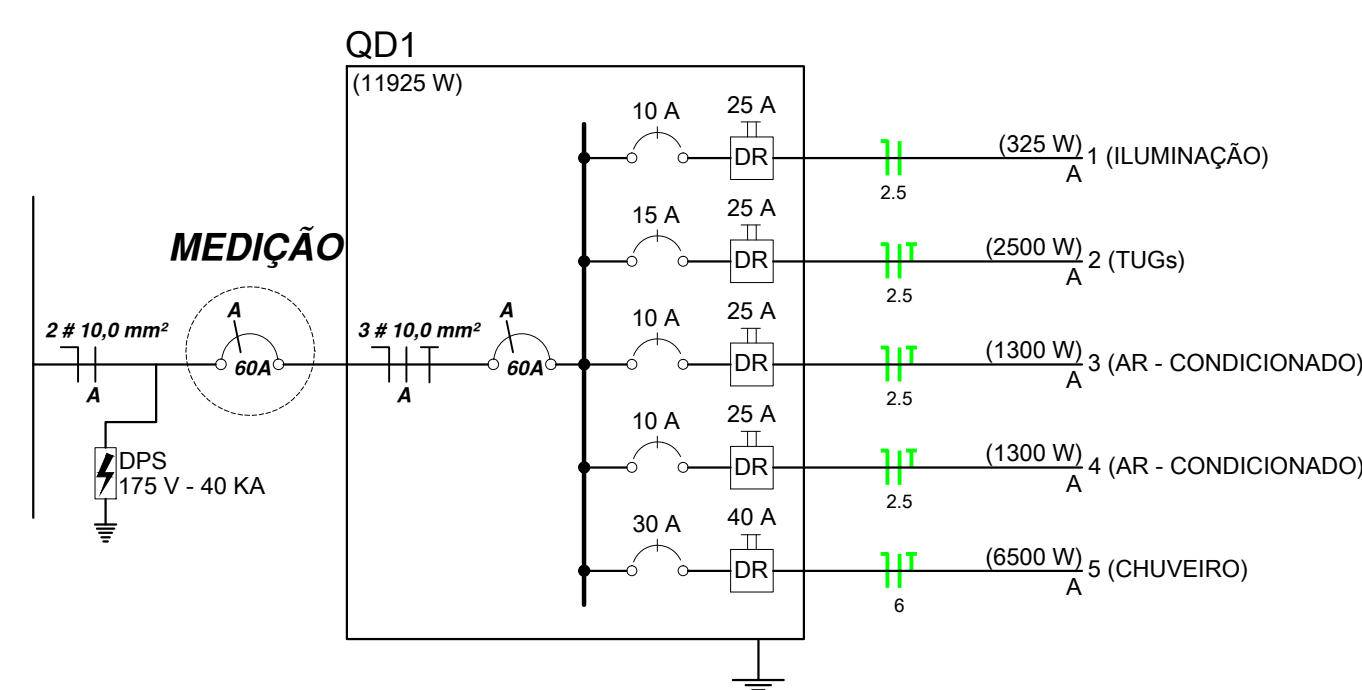 QD1
(11925 W)
MEDIÇÃO
2 # 10,0 mm²
A
A
60A
DPS
175 V - 40 KA
3 # 10,0 mm²
A
A
60A
10 A
25 A
DR
2.5
(325 W)
A
1 (ILUMINAÇÃO)
15 A
25 A
DR
2.5
(2500 W)
A
2 (TUGs)
10 A
25 A
DR
2.5
(1300 W)
A
3 (AR - CONDICIONADO)
10 A
25 A
DR
2.5
(1300 W)
A
4 (AR - CONDICIONADO)
30 A
40 A
DR
6
(6500 W)
A
5 (CHUVEIRO)